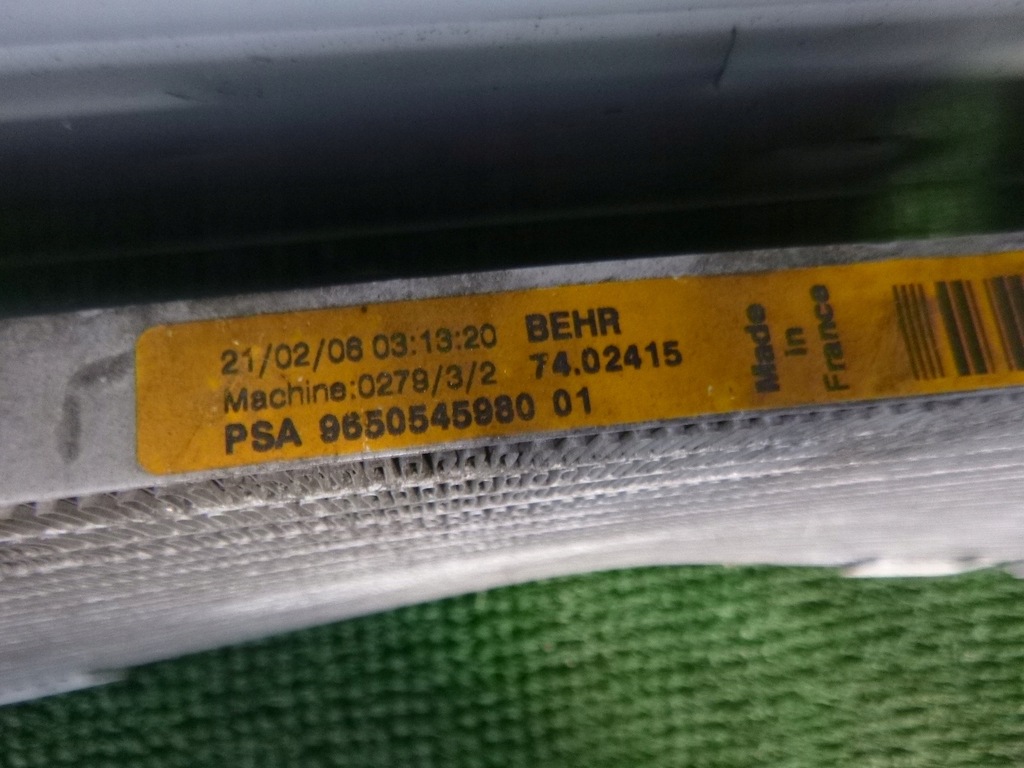 21/02/06 03:13:20 BEHR
Machine:0279/3/2 74.02415
PSA 9650545980 01
Made
in
France